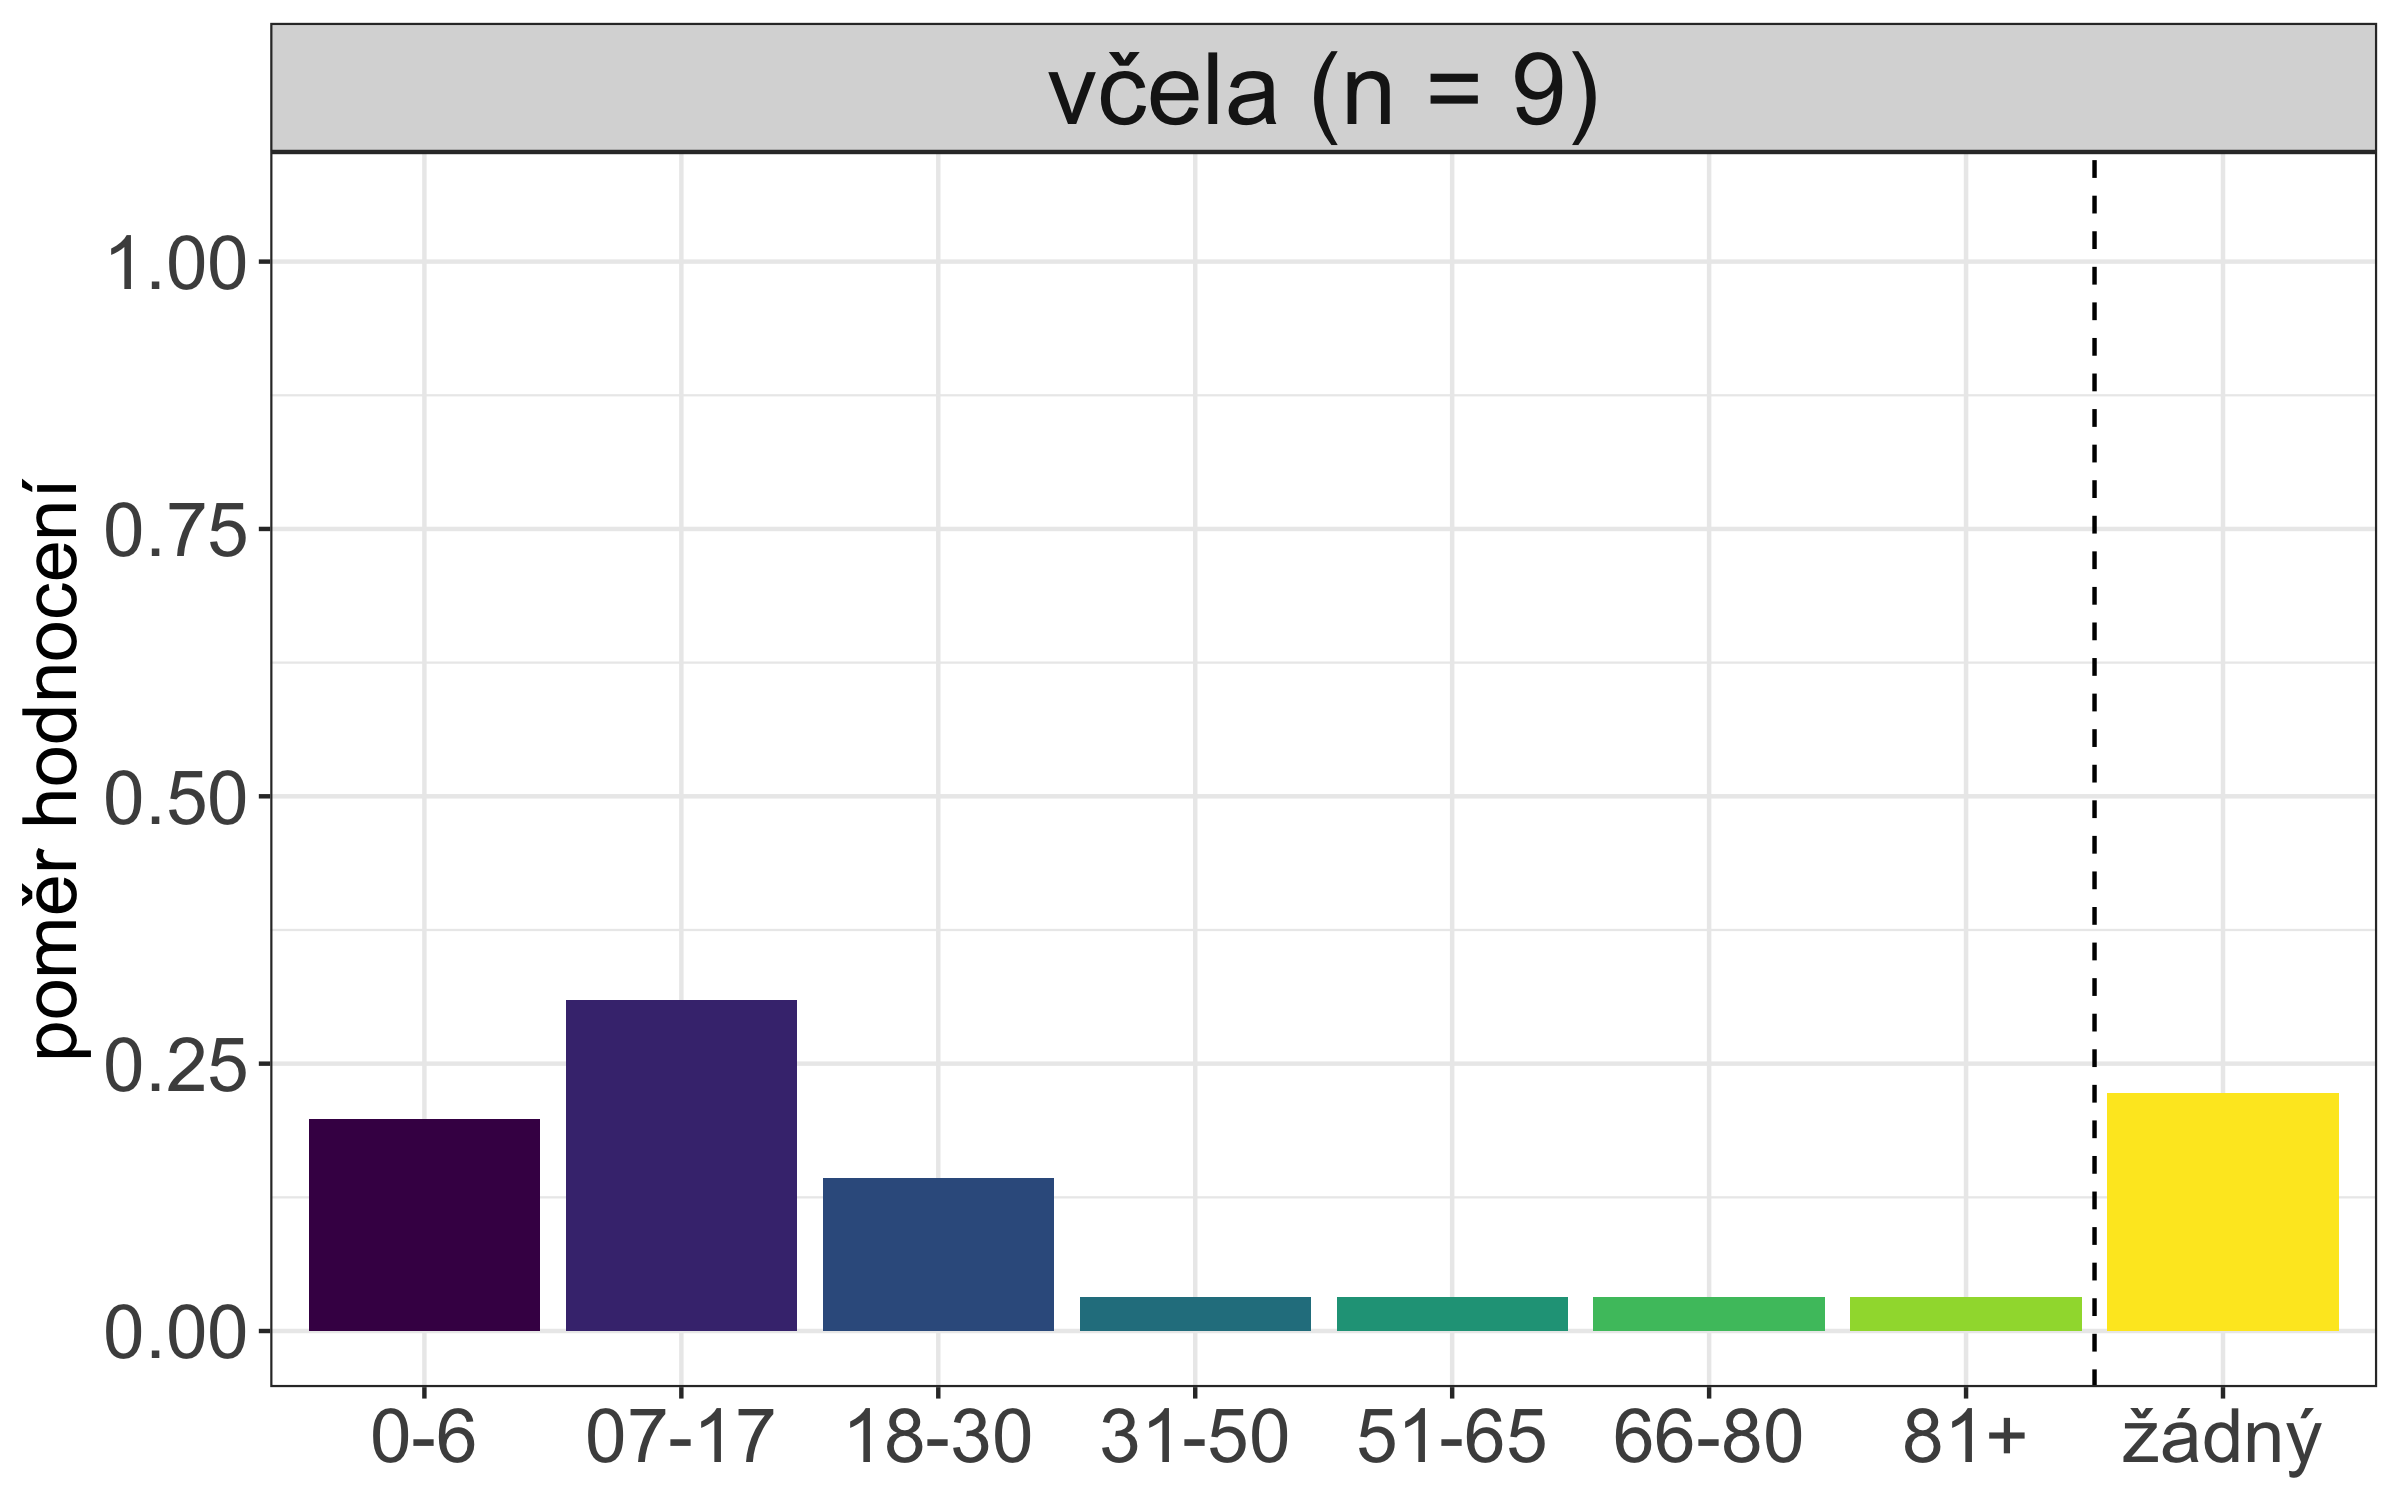 včela (n = 9)
poměr hodnocení
1.00
0.75
0.50
0.25
0.00
0-6 07-17 18-30 31-50 51-65 66-80 81+ žádný